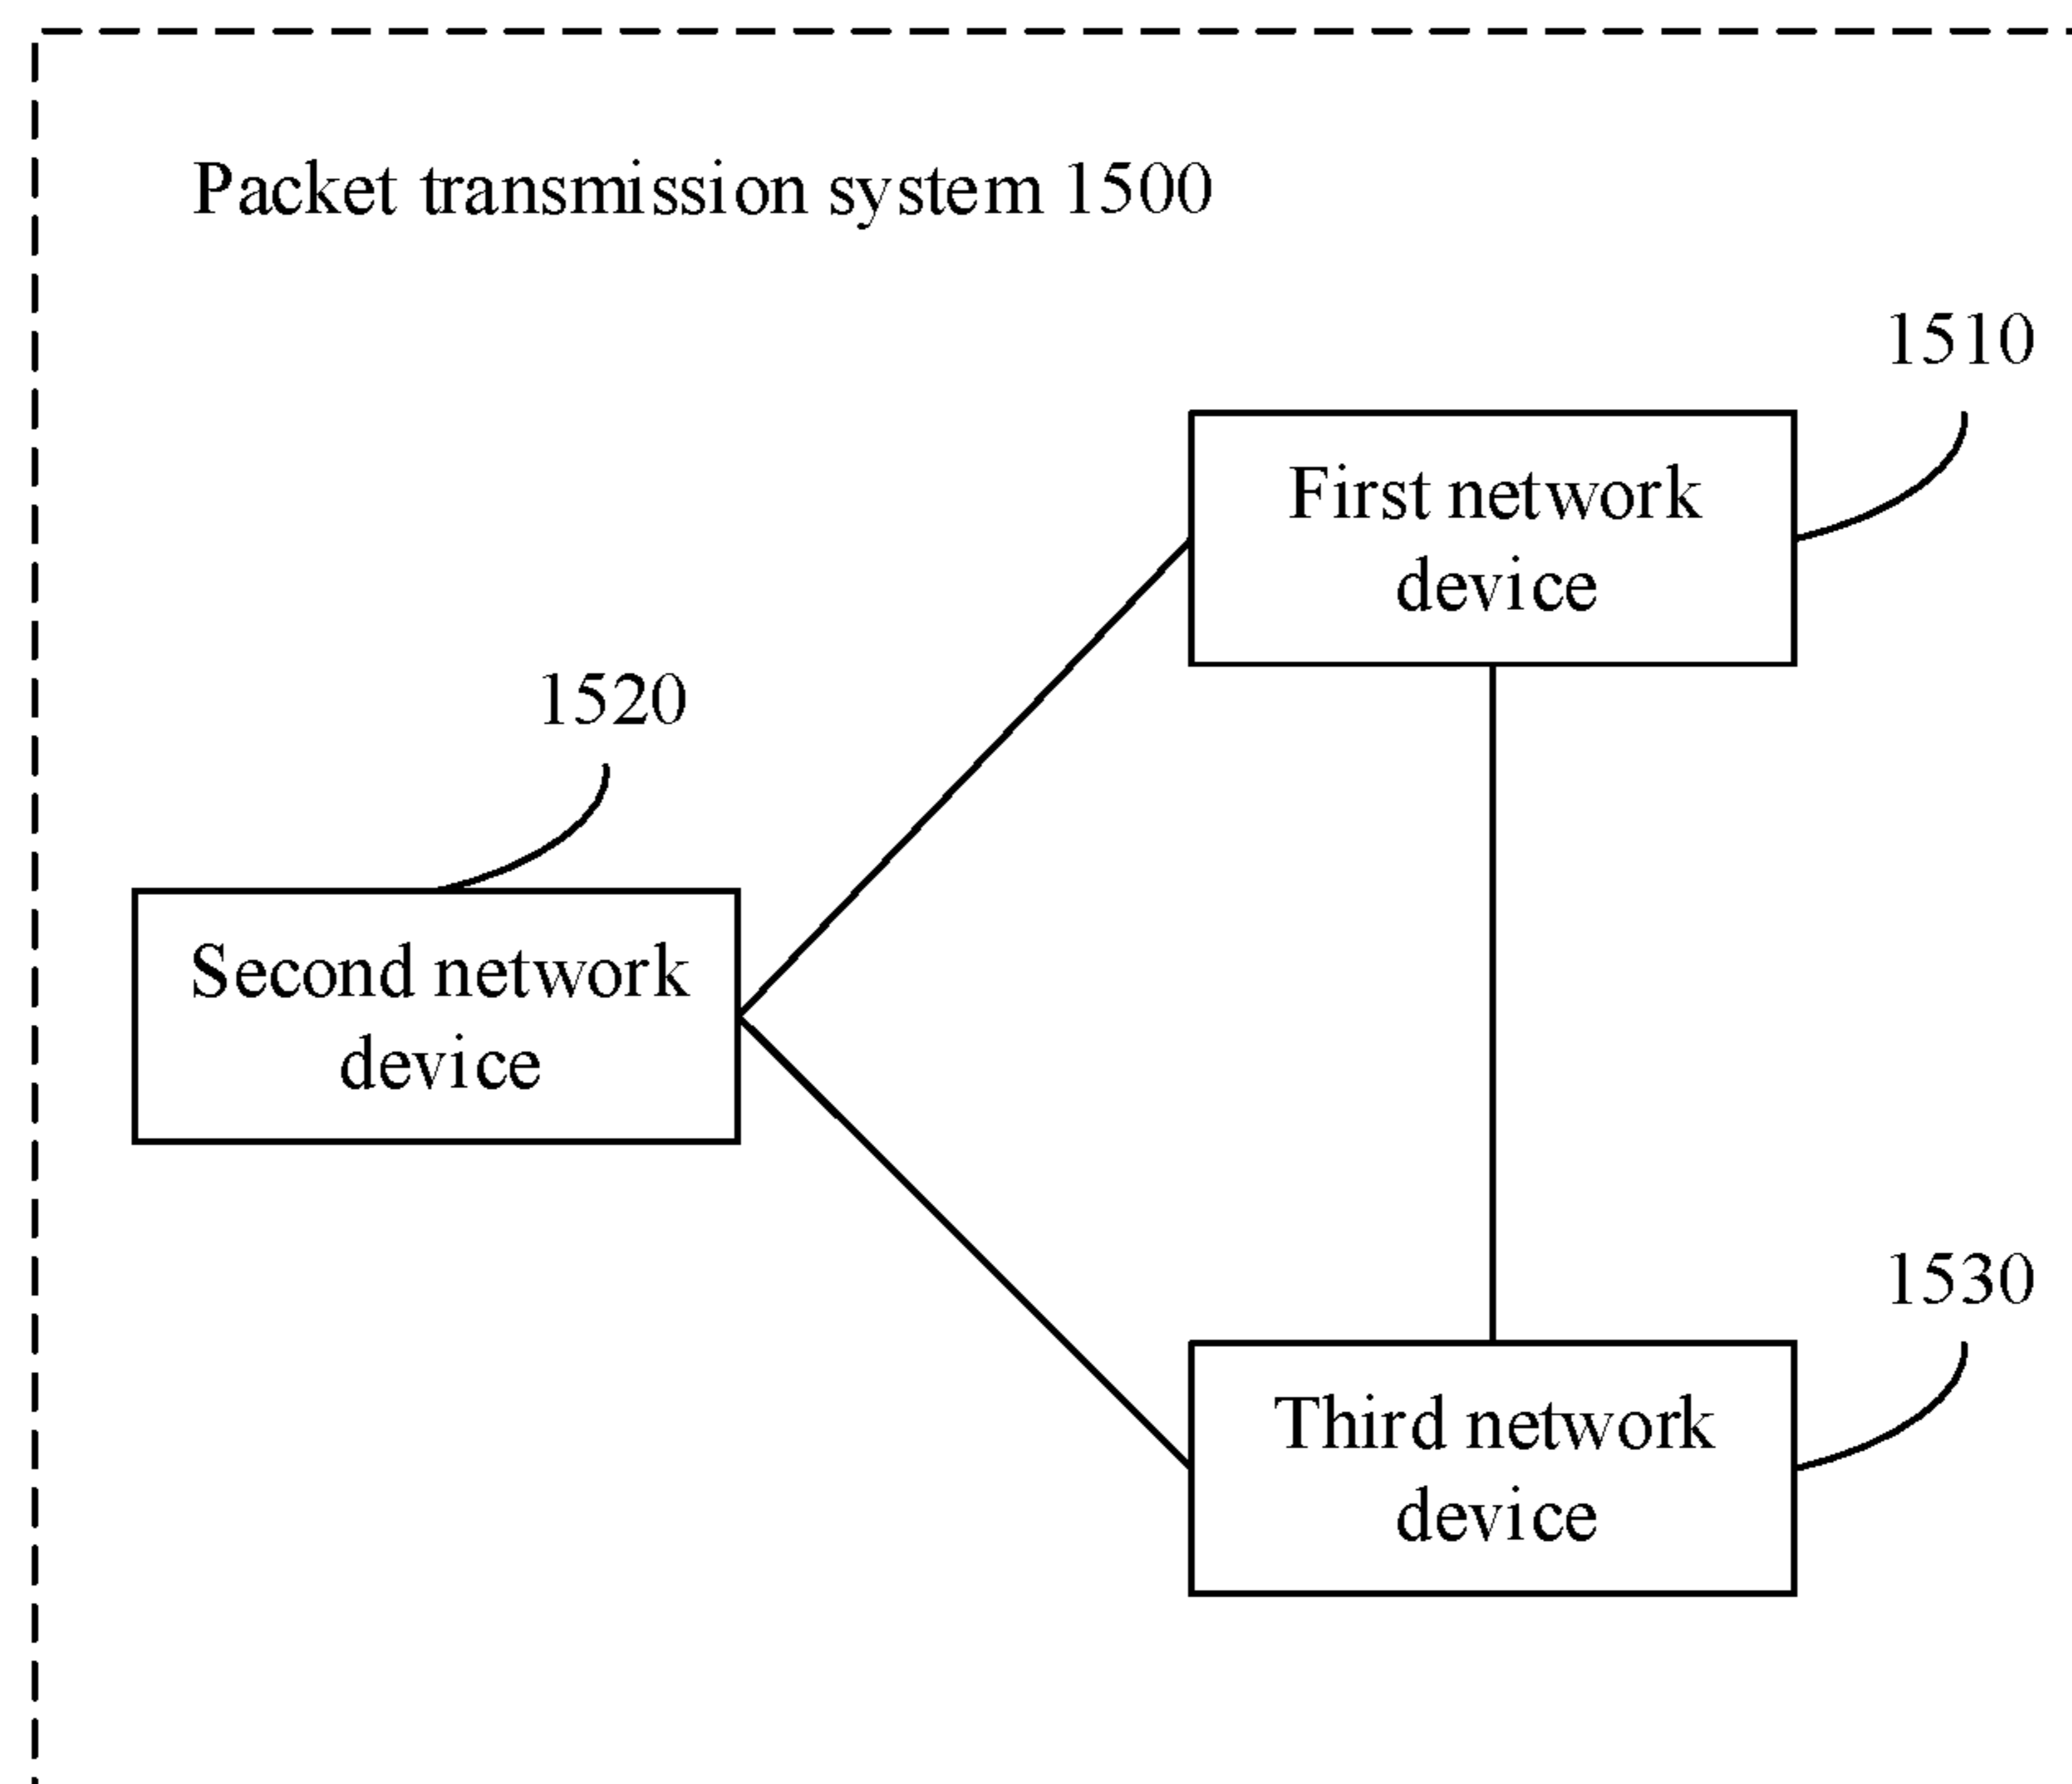 Packet transmission system 1500
1510
First network
device
1520
Second network
device
1530
Third network
device